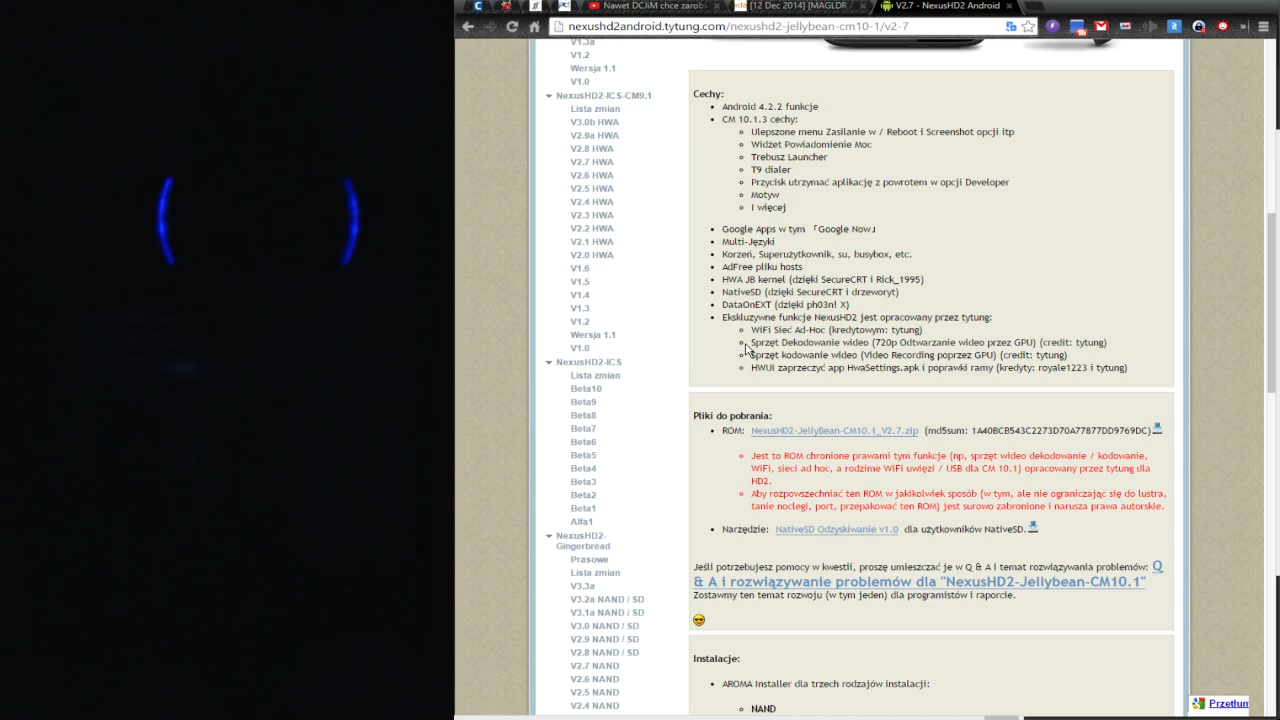 Nawet DCJiM chce zarob
[12 Dec 2014] [MAGLDR
V2.7 - NexusHD2 Android
nexushd2android.tytung.com/nexushd2-jellybean-cm10-1/v2-7
V1.3a
V1.2
Wersja 1.1
V1.0
NexusHD2-ICS-CM9.1
Lista zmian
V3.0b HWA
V2.9a HWA
V2.8 HWA
V2.7 HWA
V2.6 HWA
V2.5 HWA
V2.4 HWA
V2.3 HWA
V2.2 HWA
V2.1 HWA
V2.0 HWA
V1.6
V1.5
V1.4
V1.3
V1.2
Wersja 1.1
V1.0
NexusHD2-ICS
Lista zmian
Beta10
Beta9
Beta8
Beta7
Beta6
Beta5
Beta4
Beta3
Beta2
Beta1
Alfa1
NexusHD2-
Gingerbread
Prasowe
Lista zmian
V3.3a
V3.2a NAND / SD
V3.1a NAND / SD
V3.0 NAND / SD
V2.9 NAND / SD
V2.8 NAND / SD
V2.7 NAND
V2.6 NAND
V2.5 NAND
V2.4 NAND
Cechy:
Android 4.2.2 funkcje
CM 10.1.3 cechy:
Ulepszone menu Zasilanie w / Reboot i Screenshot opcji itp
Widżet Powiadomienie Moc
Trebusz Launcher
T9 dialer
Przycisk utrzymać aplikację z powrotem w opcji Developer
Motyw
I więcej
Google Apps w tym 「Google Now」
Multi-Języki
Korzeń, Superużytkownik, su, busybox, etc.
AdFree pliku hosts
HWA JB kernel (dzięki SecureCRT i Rick_1995)
NativeSD (dzięki SecureCRT i drzeworyt)
DataOnEXT (dzięki ph03n! X)
Ekskluzywne funkcje NexusHD2 jest opracowany przez tytung:
WiFi Sieć Ad-Hoc (kredytowym: tytung)
Sprzęt Dekodowanie wideo (720p Odtwarzanie wideo przez GPU) (credit: tytung)
Sprzęt kodowanie wideo (Video Recording poprzez GPU) (credit: tytung)
HWUI zaprzeczyć app HwaSettings.apk i poprawki ramy (kredyty: royale1223 i tytung)
Pliki do pobrania:
ROM: NexusHD2-JellyBean-CM10.1_V2.7.zip (md5sum: 1A40BCB543C2273D70A77877DD9769DC)
Jest to ROM chronione prawami tym funkcje (np, sprzęt wideo dekodowanie / kodowanie,
WiFi, sieci ad hoc, a rodzime WiFi uwięzi / USB dla CM 10.1) opracowany przez tytung dla
HD2.
Aby rozpowszechniać ten ROM w jakikolwiek sposób (w tym, ale nie ograniczając się do lustra,
tanie noclegi, port, przepakować ten ROM) jest surowo zabronione i narusza prawa autorskie.
Narzędzie: NativeSD Odzyskiwanie v1.0 dla użytkowników NativeSD.
Jeśli potrzebujesz pomocy w kwestii, proszę umieszczać je w Q & A i temat rozwiązywania problemów: Q
& A i rozwiązywanie problemów dla "NexusHD2-Jellybean-CM10.1"
Zostawmy ten temat rozwoju (w tym jeden) dla programistów i raporcie.
Instalacje:
AROMA Installer dla trzech rodzajów instalacji:
NAND
Przetłum